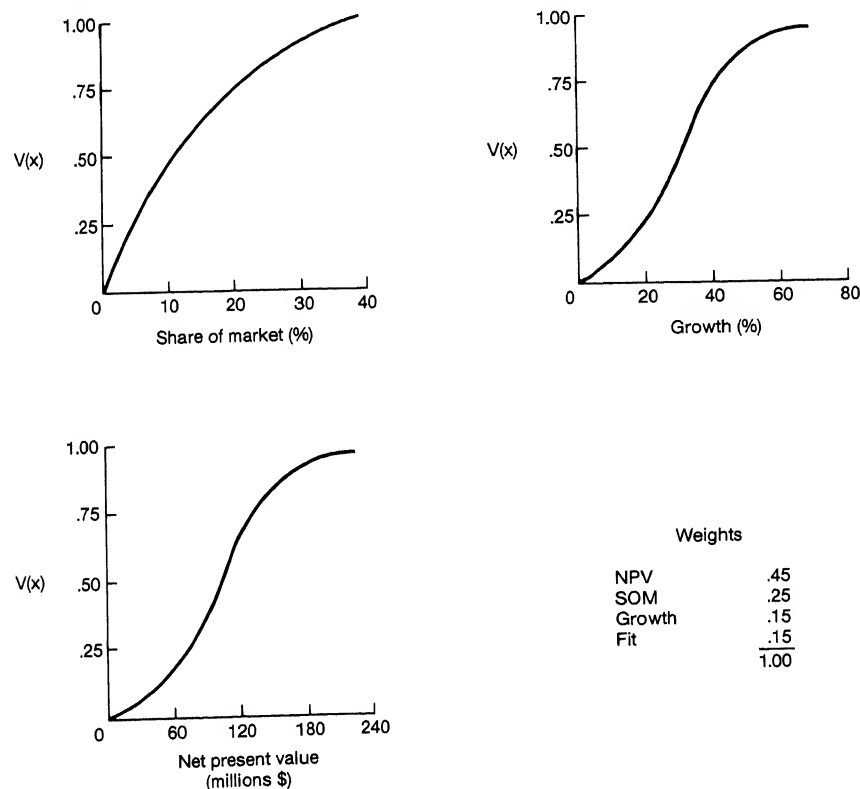 1.00
.75
V(x)
.50
.25
0
10
20
30
40
Share of market (%)
1.00
.75
V(x)
.50
.25
0
20
40
60
80
Growth (%)
1.00
.75
V(x)
.50
.25
0
60
120
180
240
Net present value
(millions $)
Weights
NPV .45
SOM .25
Growth .15
Fit .15
1.00